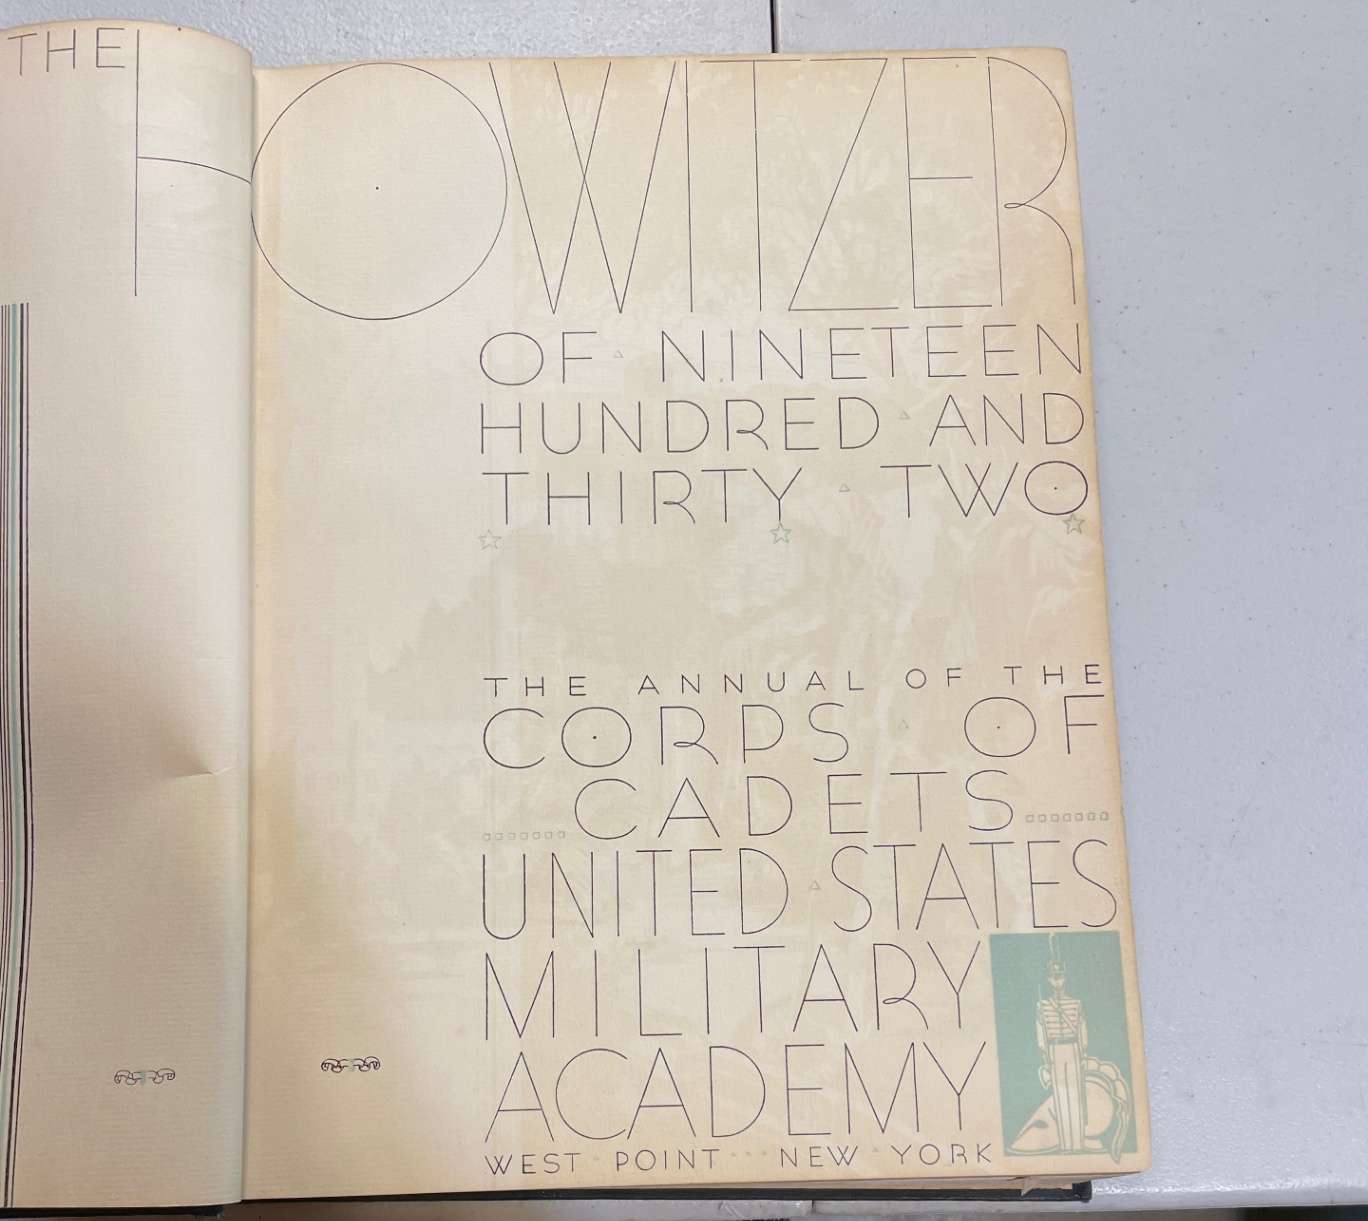 THE HOWITZER
OF NINETEEN
HUNDRED AND
THIRTY TWO
THE ANNUAL OF THE
CORPS OF
CADETS
UNITED STATES
MILITARY
ACADEMY
WEST POINT NEW YORK